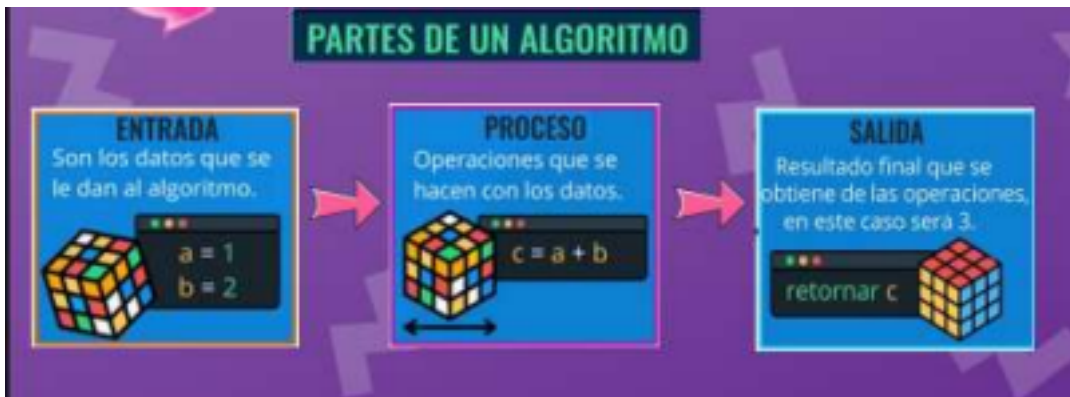 PARTES DE UN ALGORITMO
ENTRADA
Son los datos que se
le dan al algoritmo.
a = 1
b = 2
PROCESO
Operaciones que se
hacen con los datos.
c = a + b
SALIDA
Resultado final que se
obtiene de las operaciones,
en este caso será 3.
retornar c